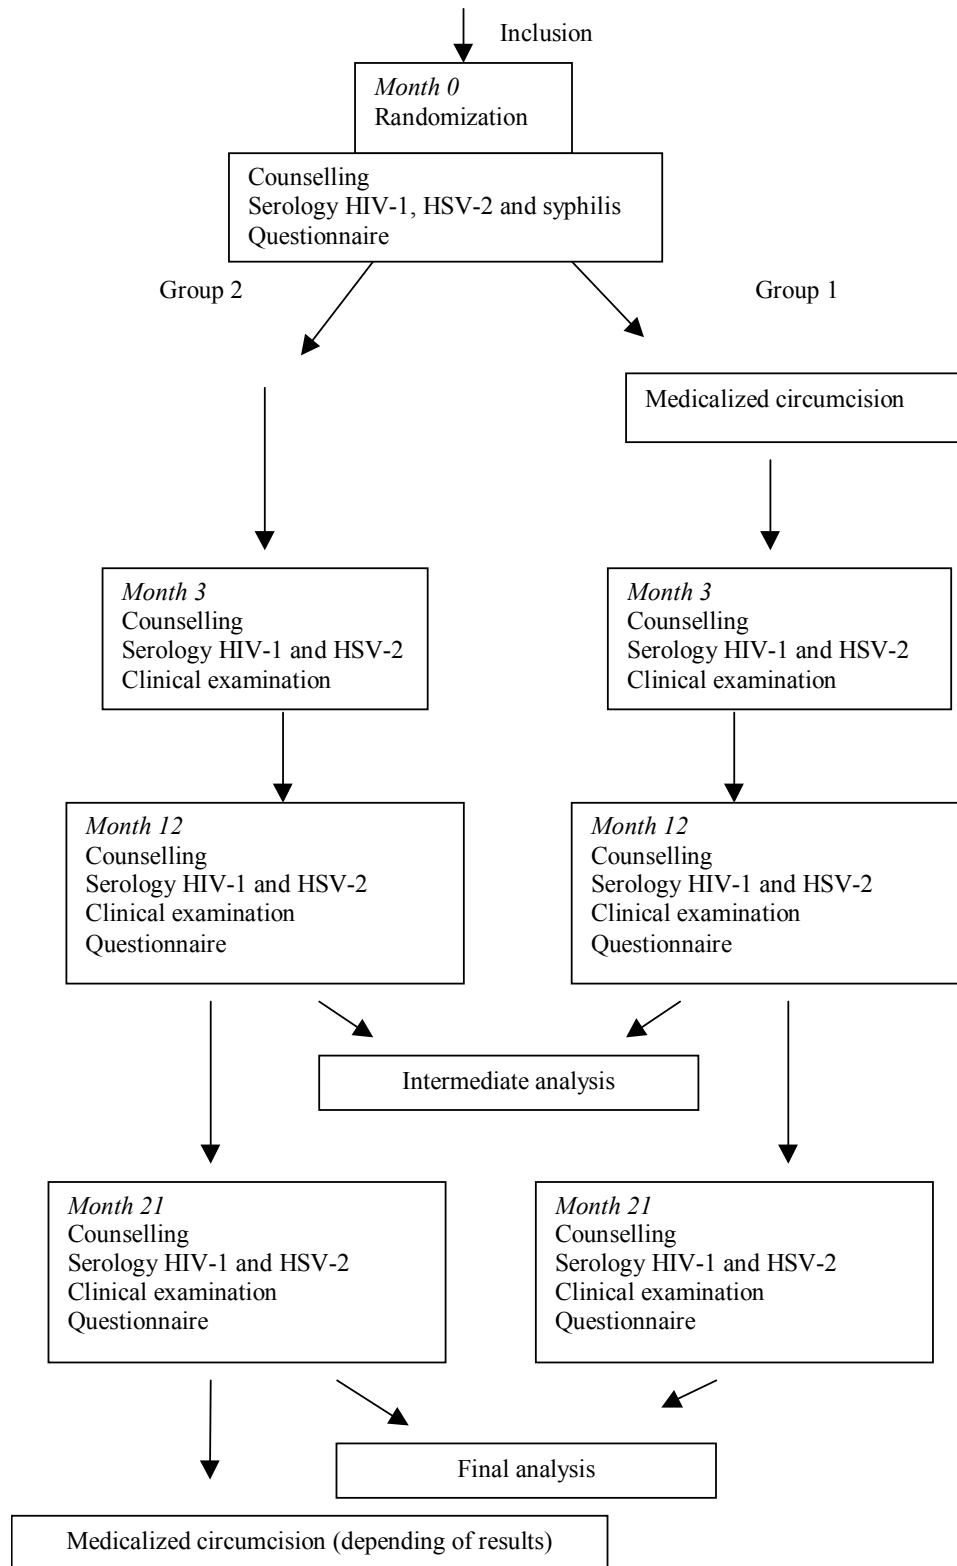 Inclusion
Month 0
Randomization
Counselling
Serology HIV-1, HSV-2 and syphilis
Questionnaire
Group 2
Group 1
Medicalized circumcision
Month 3
Counselling
Serology HIV-1 and HSV-2
Clinical examination
Month 3
Counselling
Serology HIV-1 and HSV-2
Clinical examination
Month 12
Counselling
Serology HIV-1 and HSV-2
Clinical examination
Questionnaire
Month 12
Counselling
Serology HIV-1 and HSV-2
Clinical examination
Questionnaire
Intermediate analysis
Month 21
Counselling
Serology HIV-1 and HSV-2
Clinical examination
Questionnaire
Month 21
Counselling
Serology HIV-1 and HSV-2
Clinical examination
Questionnaire
Final analysis
Medicalized circumcision (depending of results)